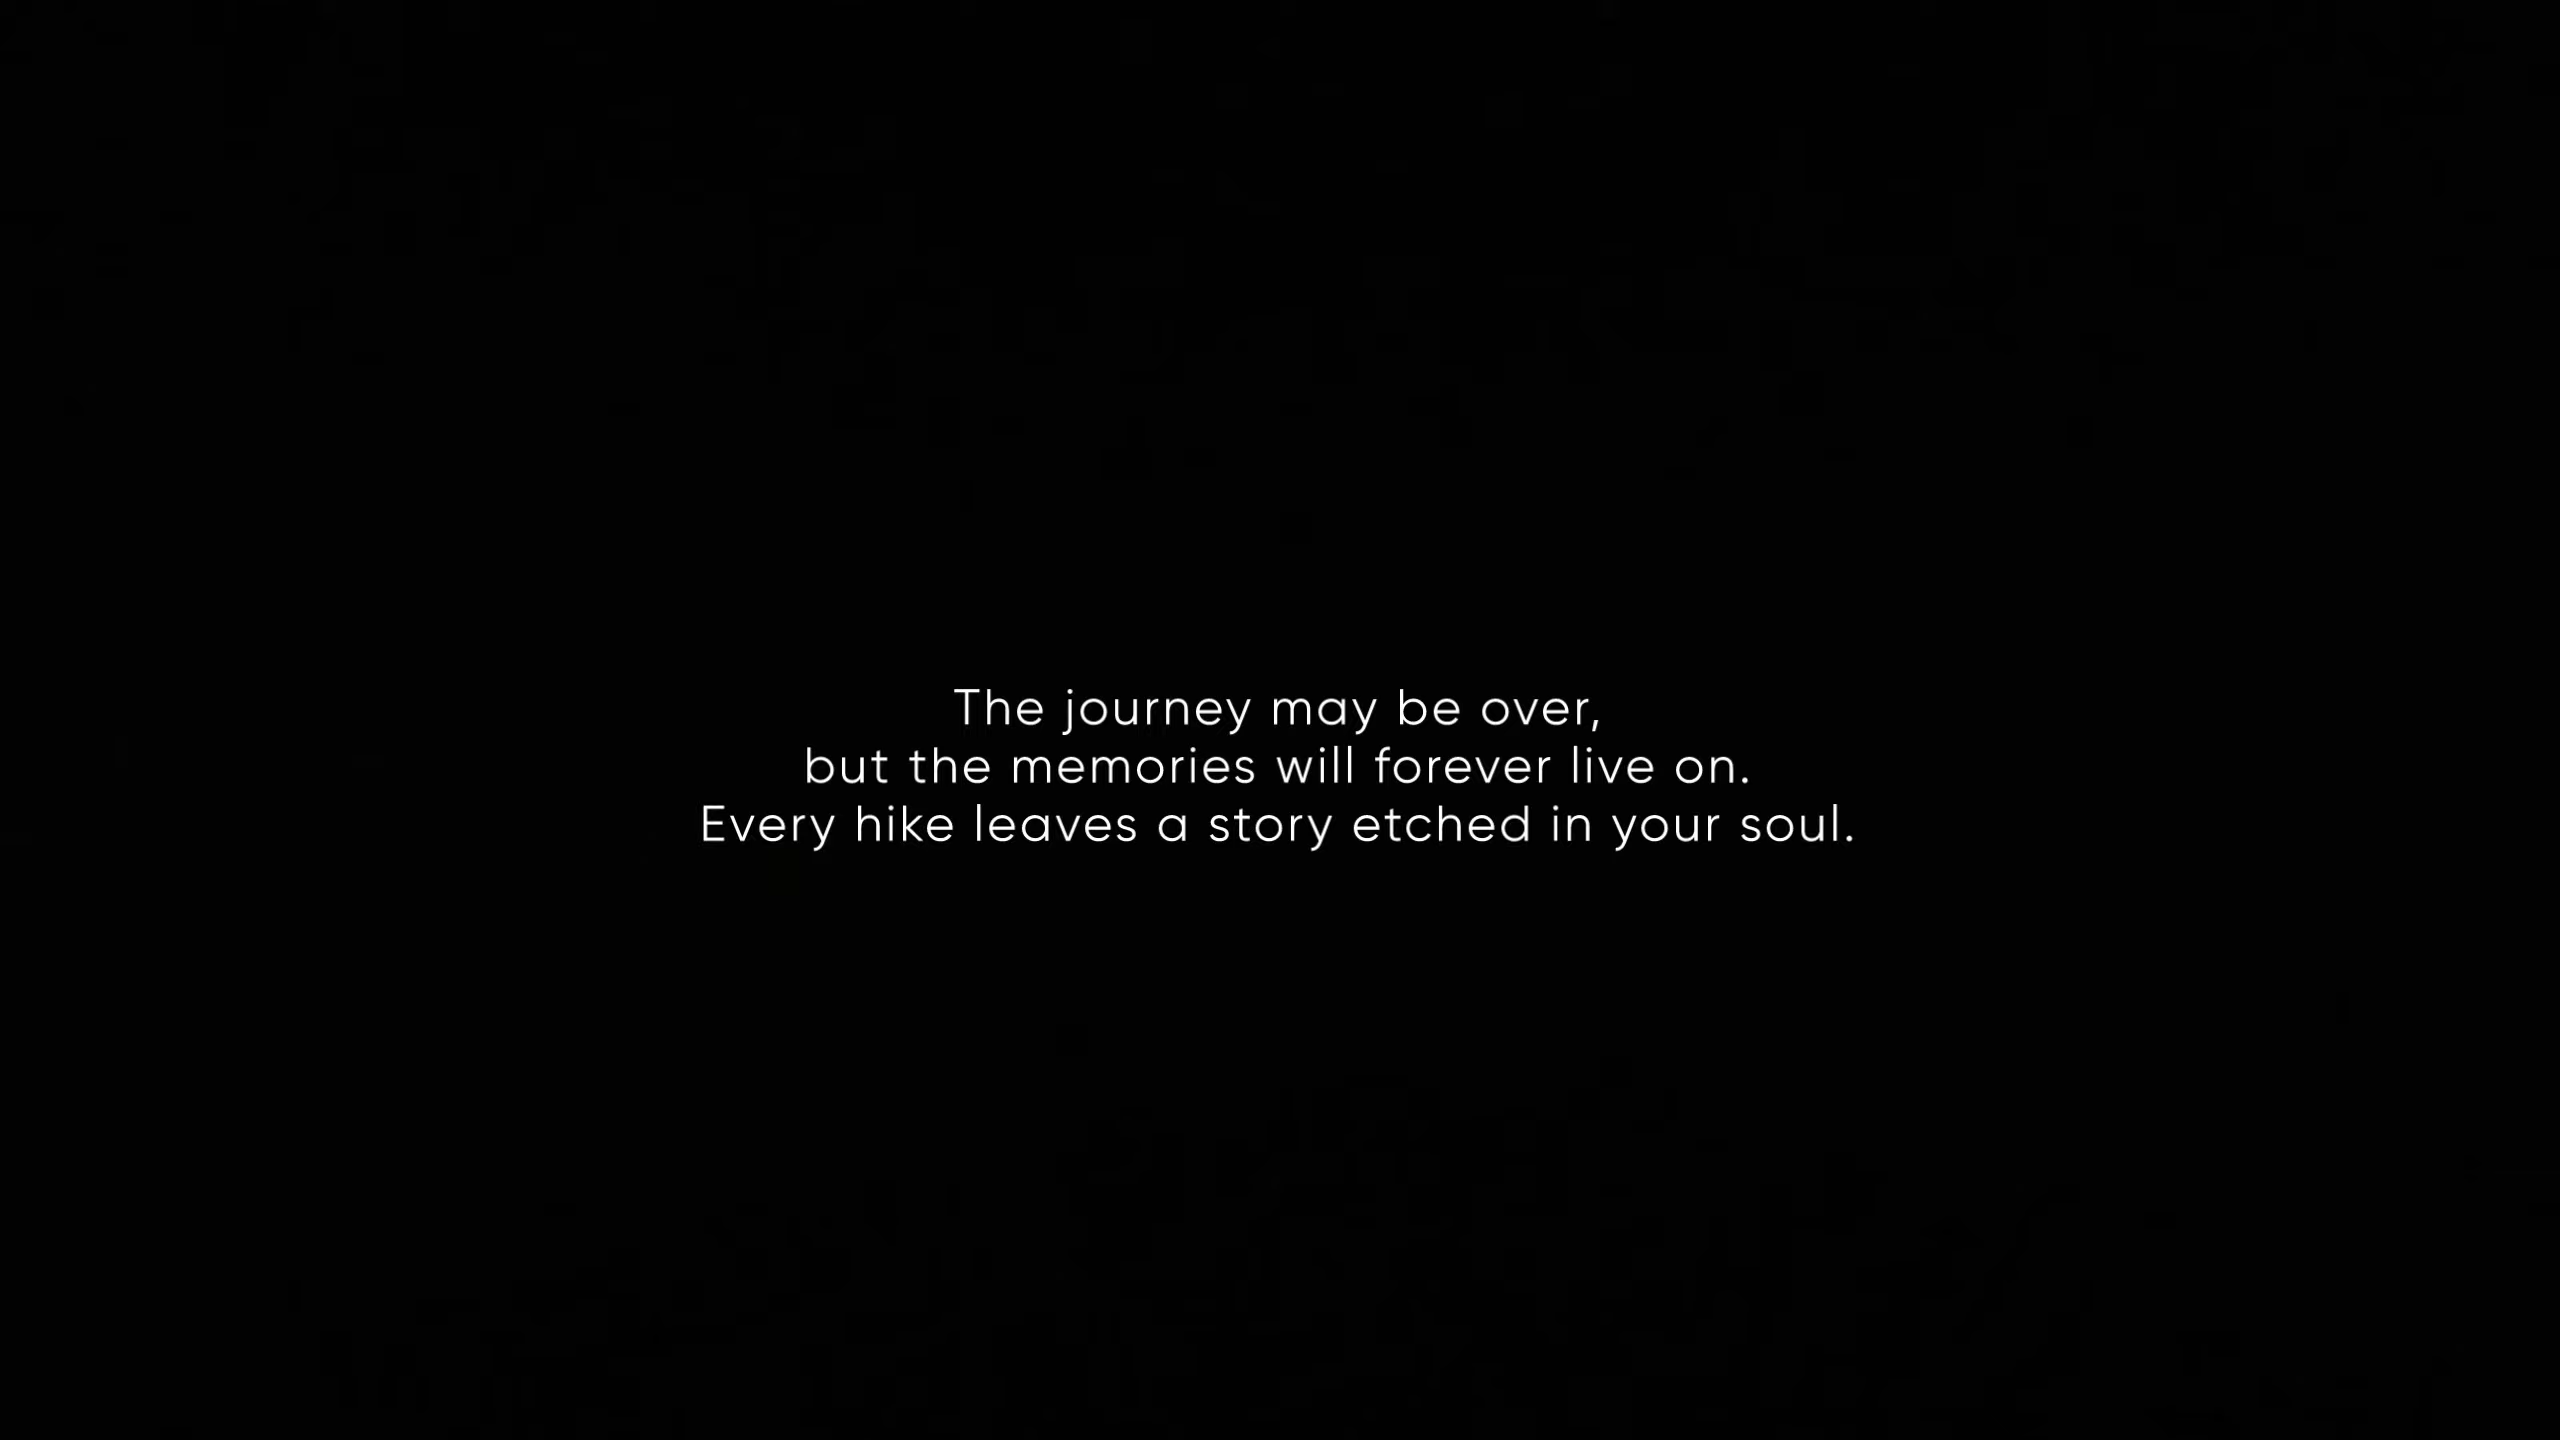 The journey may be over,
but the memories will forever live on.
Every hike leaves a story etched in your soul.